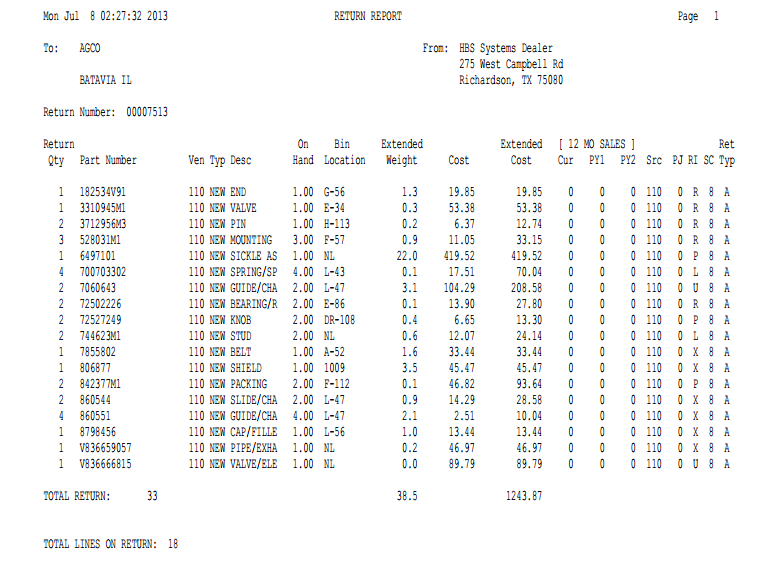 Mon Jul  8 02:27:32 2013    RETURN REPORT    Page   1
To:   AGCO    From:  HBS Systems Dealer
275 West Campbell Rd
BATAVIA IL    Richardson, TX 75080
Return Number:  00007513
Return    On    Bin    Extended    Extended    [ 12 MO SALES ]    Ret
Qty  Part Number    Ven Typ Desc    Hand Location    Weight    Cost    Cost    Cur  PY1  PY2  Src  PJ RI SC Typ
1  182534V91    110 NEW END    1.00  G-56    1.3    19.85    19.85    0  0  0  110  0  R  8  A
1  3310945M1    110 NEW VALVE    1.00  E-34    0.3    53.38    53.38    0  0  0  110  0  R  8  A
2  3712956M3    110 NEW PIN    1.00  H-113    0.2    6.37    12.74    0  0  0  110  0  R  8  A
3  528031M1    110 NEW MOUNTING    3.00  F-57    0.9    11.05    33.15    0  0  0  110  0  R  8  A
1  6497101    110 NEW SICKLE AS    1.00  NL    22.0    419.52    419.52    0  0  0  110  0  P  8  A
4  700703302    110 NEW SPRING/SP    4.00  L-43    0.1    17.51    70.04    0  0  0  110  0  L  8  A
2  7060643    110 NEW GUIDE/CHA    2.00  L-47    3.1    104.29    208.58    0  0  0  110  0  U  8  A
2  72502226    110 NEW BEARING/R    2.00  E-86    0.1    13.90    27.80    0  0  0  110  0  R  8  A
2  72527249    110 NEW KNOB    2.00  DR-108    0.4    6.65    13.30    0  0  0  110  0  P  8  A
2  744623M1    110 NEW STUD    2.00  NL    0.6    12.07    24.14    0  0  0  110  0  L  8  A
1  7855802    110 NEW BELT    1.00  A-52    1.6    33.44    33.44    0  0  0  110  0  X  8  A
1  806877    110 NEW SHIELD    1.00  1009    3.5    45.47    45.47    0  0  0  110  0  X  8  A
2  842377M1    110 NEW PACKING    2.00  F-112    0.1    46.82    93.64    0  0  0  110  0  P  8  A
2  860544    110 NEW SLIDE/CHA    2.00  L-47    0.9    14.29    28.58    0  0  0  110  0  X  8  A
4  860551    110 NEW GUIDE/CHA    4.00  L-47    2.1    2.51    10.04    0  0  0  110  0  X  8  A
1  8798456    110 NEW CAP/FILLE    1.00  L-56    1.0    13.44    13.44    0  0  0  110  0  X  8  A
1  V836659057    110 NEW PIPE/EXHA    1.00  NL    0.2    46.97    46.97    0  0  0  110  0  X  8  A
1  V836666815    110 NEW VALVE/ELE    1.00  NL    0.0    89.79    89.79    0  0  0  110  0  U  8  A
TOTAL RETURN:    33    38.5    1243.87
TOTAL LINES ON RETURN:  18